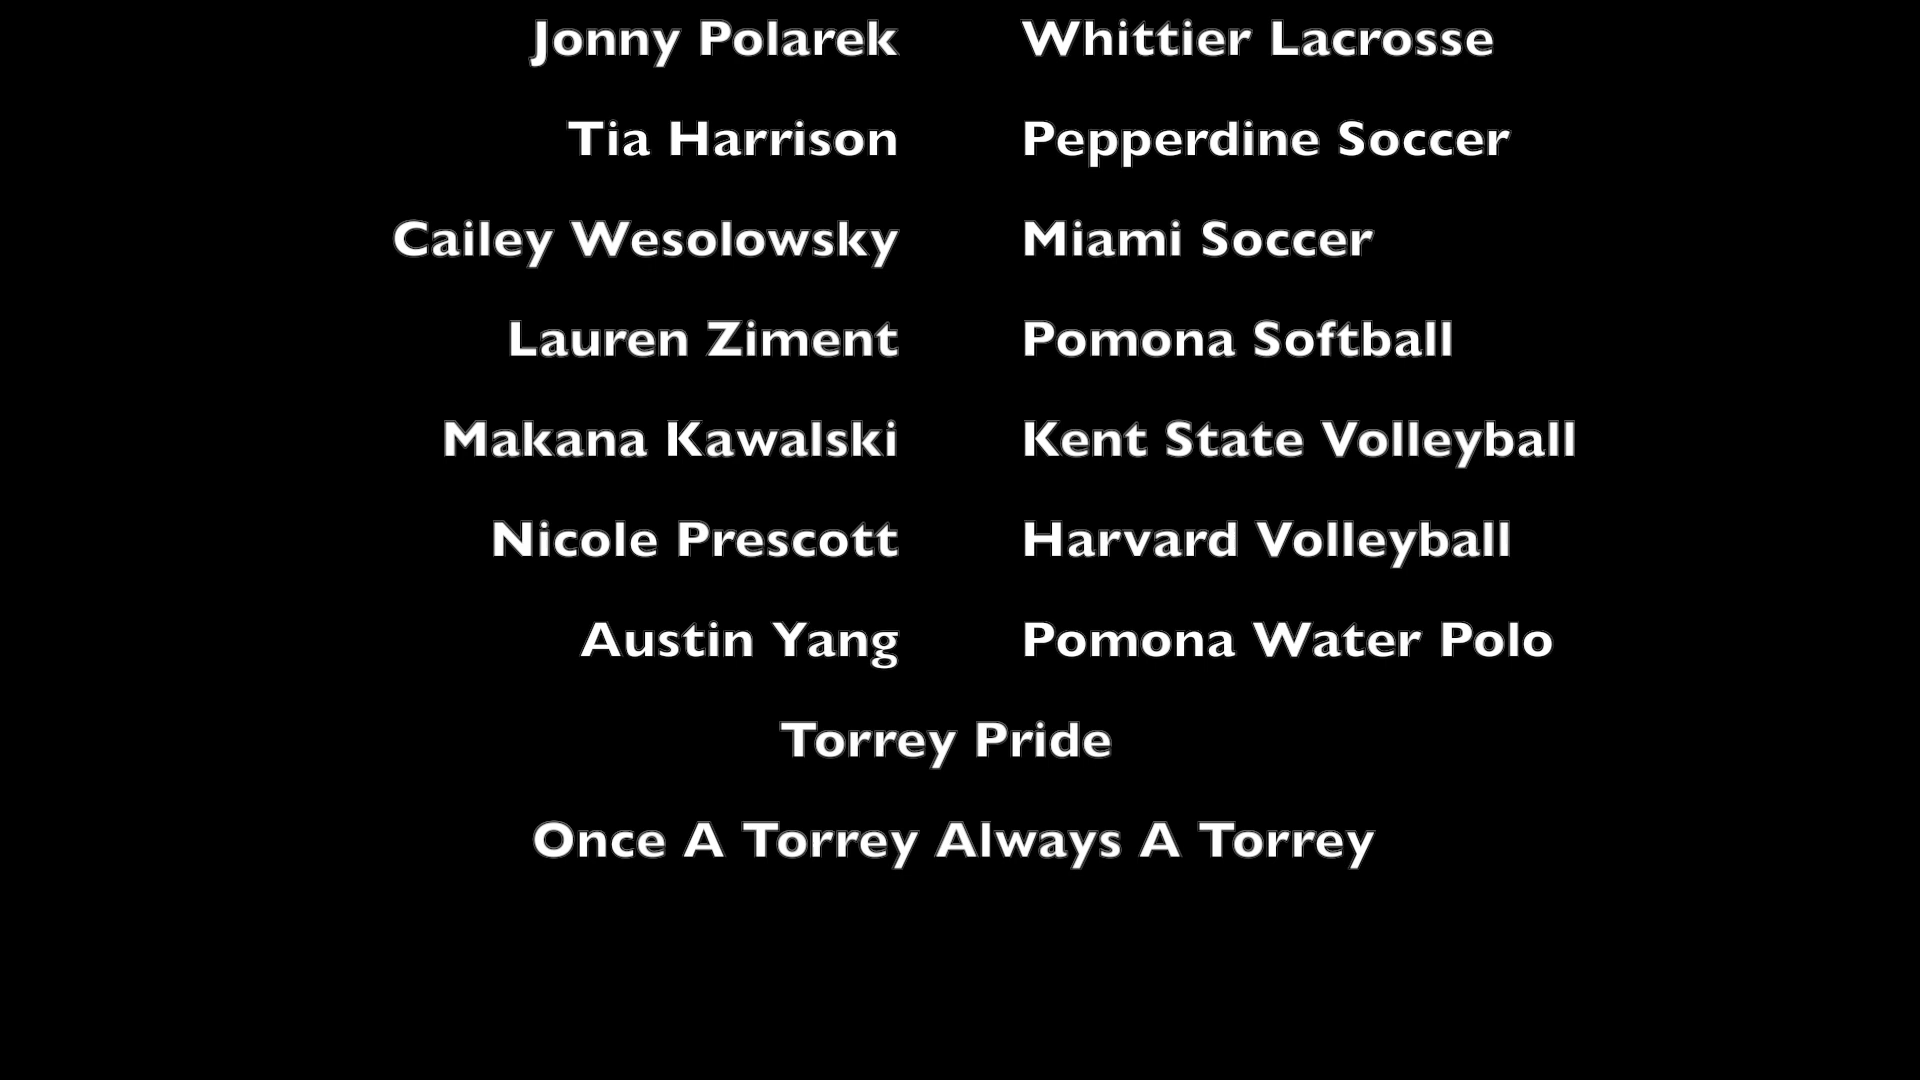 Jonny Polarek Whittier Lacrosse
Tia Harrison Pepperdine Soccer
Cailey Wesolowsky Miami Soccer
Lauren Ziment Pomona Softball
Makana Kawalski Kent State Volleyball
Nicole Prescott Harvard Volleyball
Austin Yang Pomona Water Polo
Torrey Pride
Once A Torrey Always A Torrey